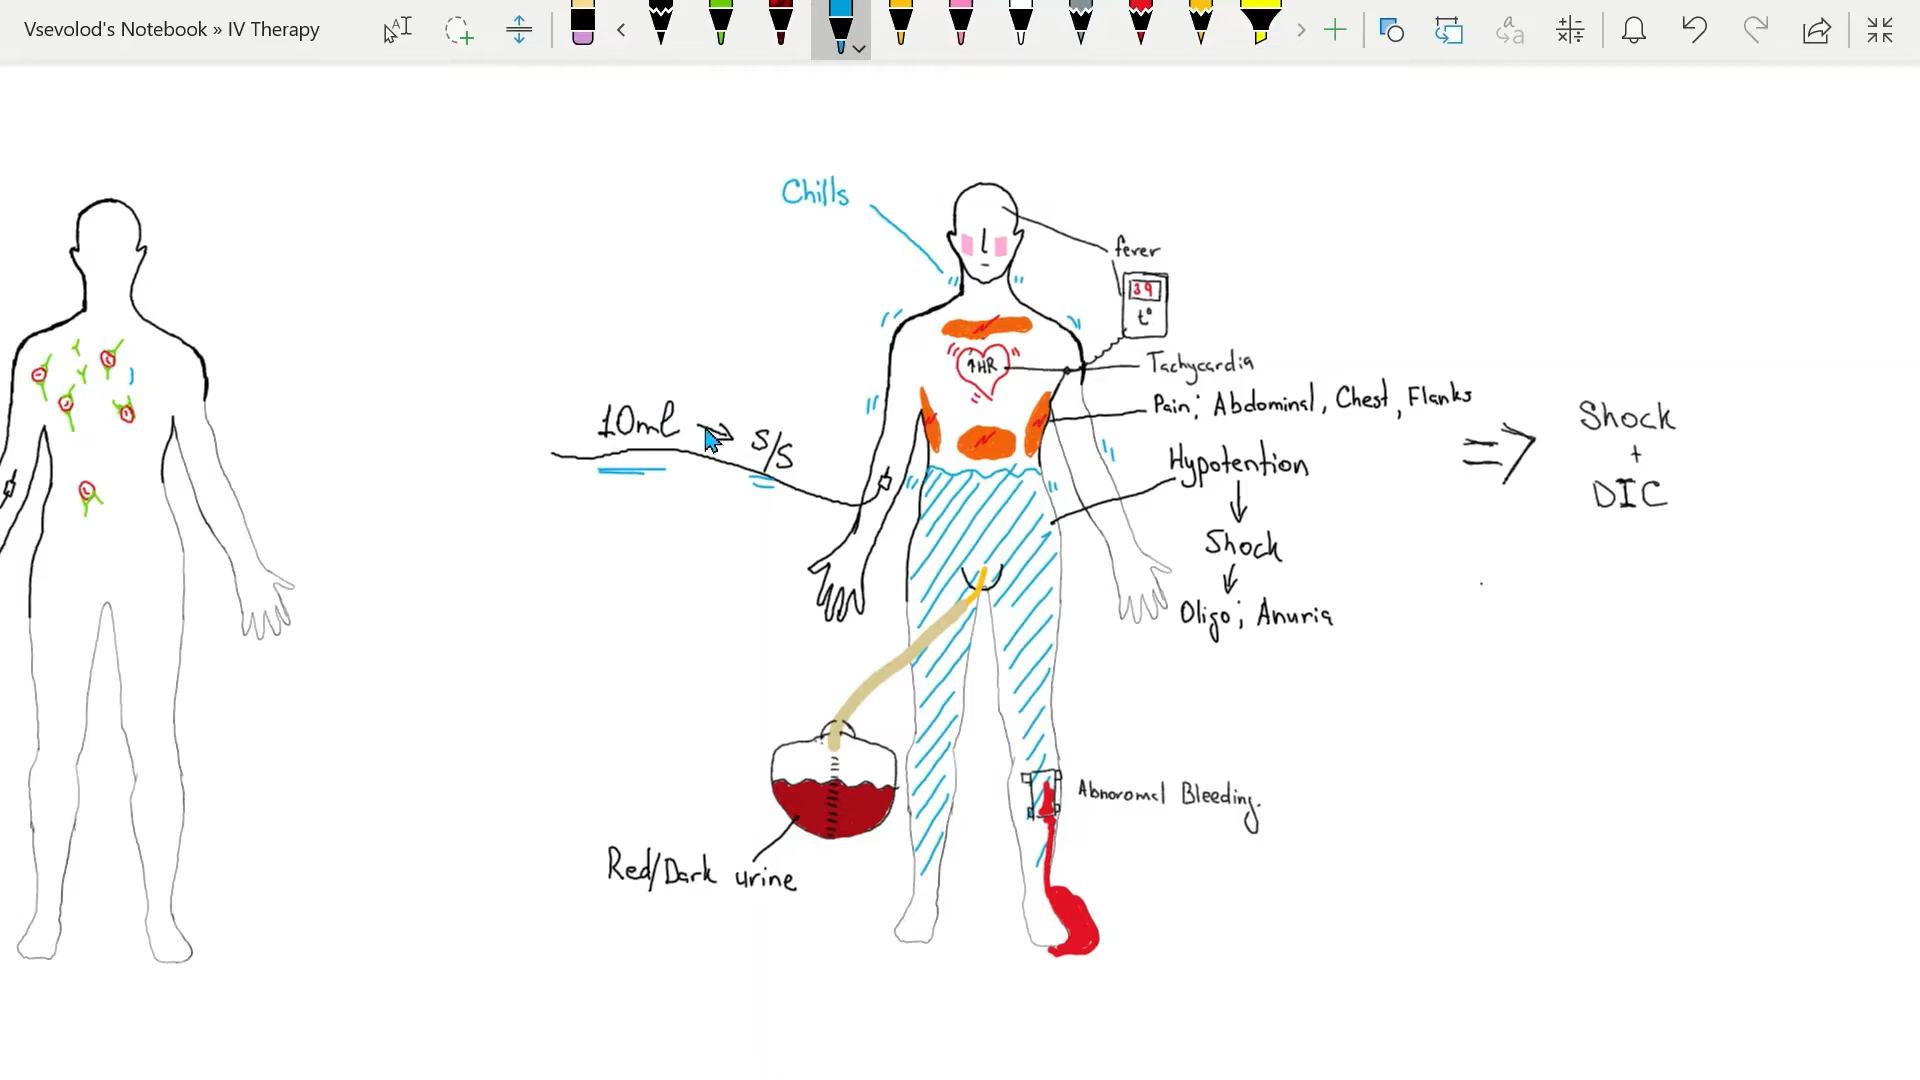 Vsevolod's Notebook » IV Therapy
Chills
fever
39
t°
↑HR
Tachycardia
Pain; Abdominal, Chest, Flanks
10ml → S/S
Hypotention
↓
Shock
↓
Oligo; Anuria
⇒
Shock
+
DIC
Abnoromal Bleeding.
Red/Dark urine